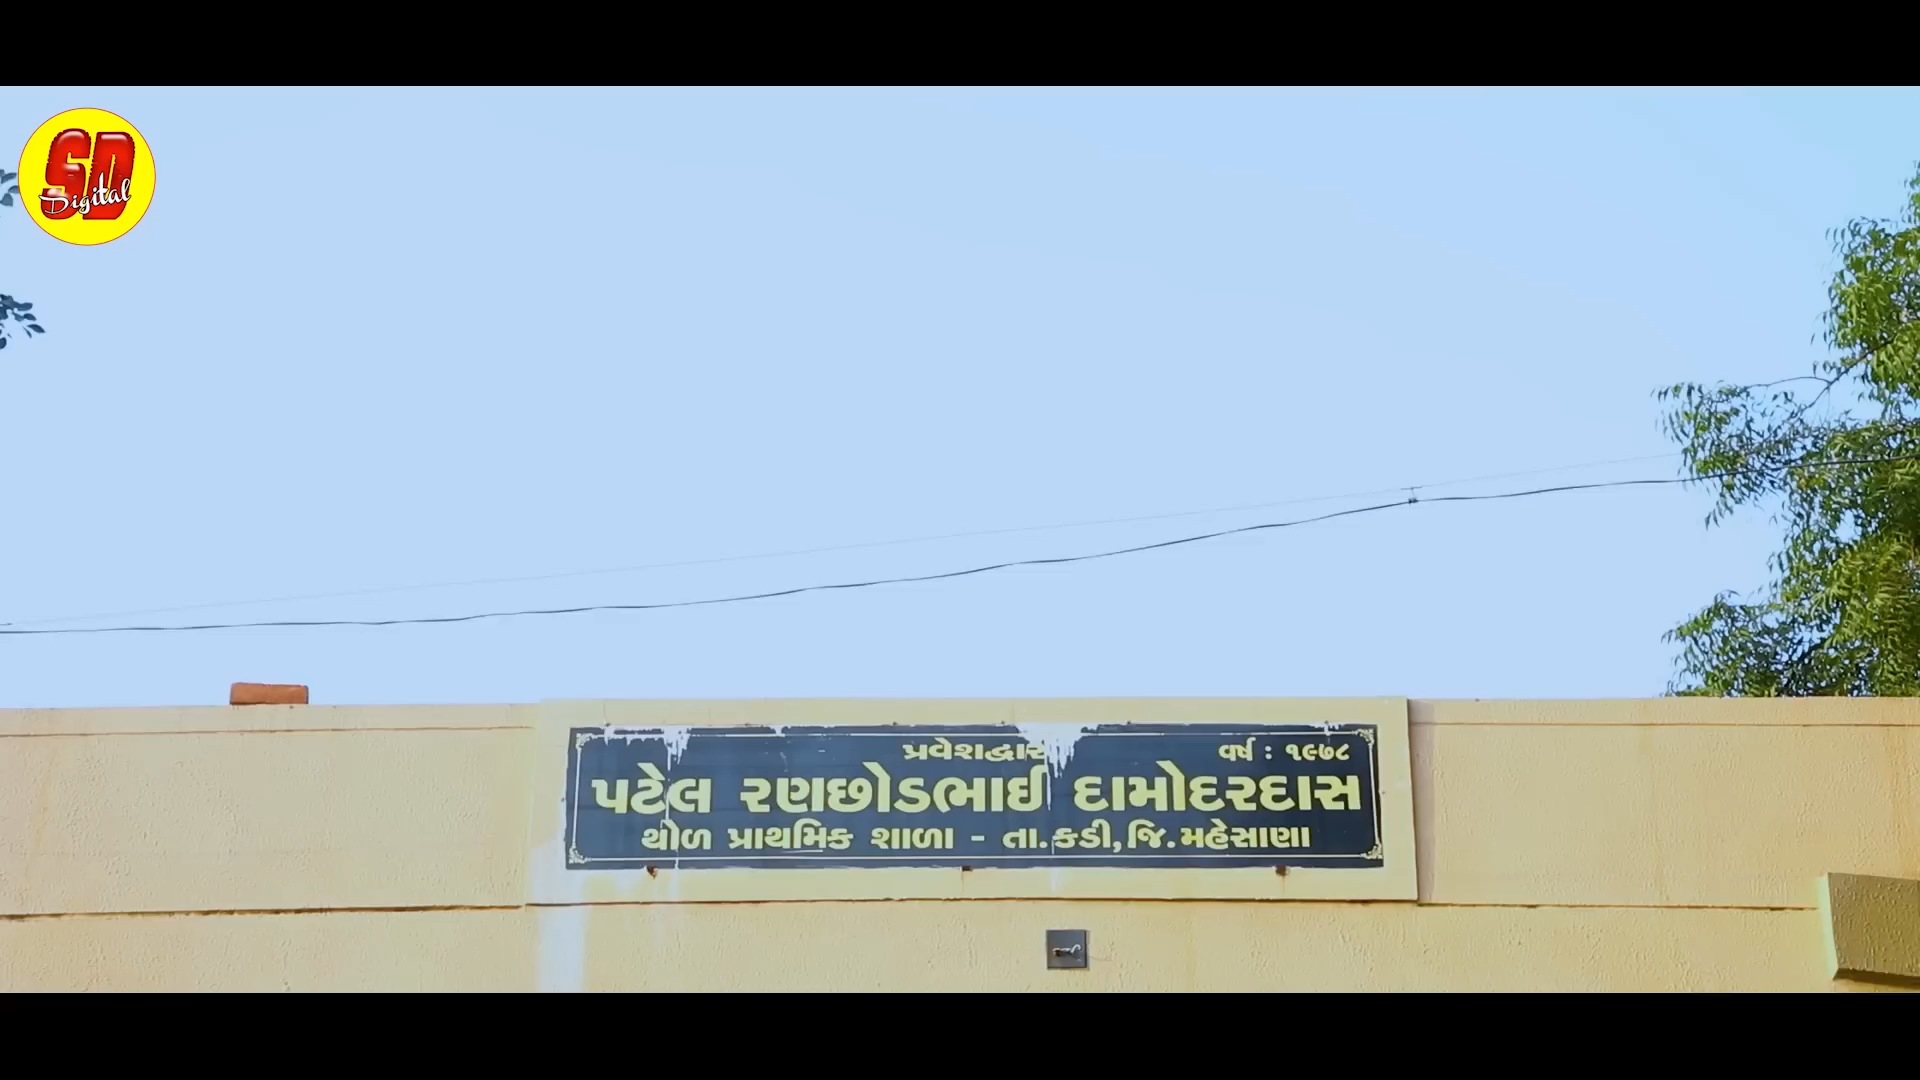 SD
Digital
પ્રવેશદ્વાર
વર્ષ : ૧૯૭૮
પટેલ રણછોડભાઈ દામોદરદાસ
થોળ પ્રાથમિક શાળા - તા.કડી, જિ.મહેસાણા